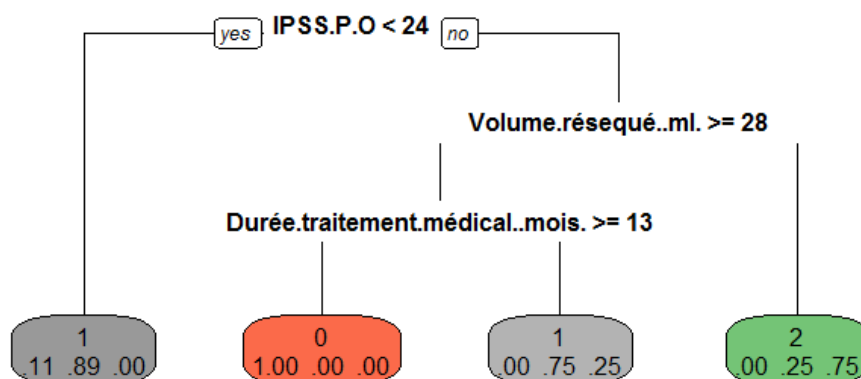 yes IPSS.P.O < 24 no
Volume.résequé..ml. >= 28
Durée.traitement.médical..mois. >= 13
1 0 1 2
.11 .89 .00 1.00 .00 .00 .00 .75 .25 .00 .25 .75